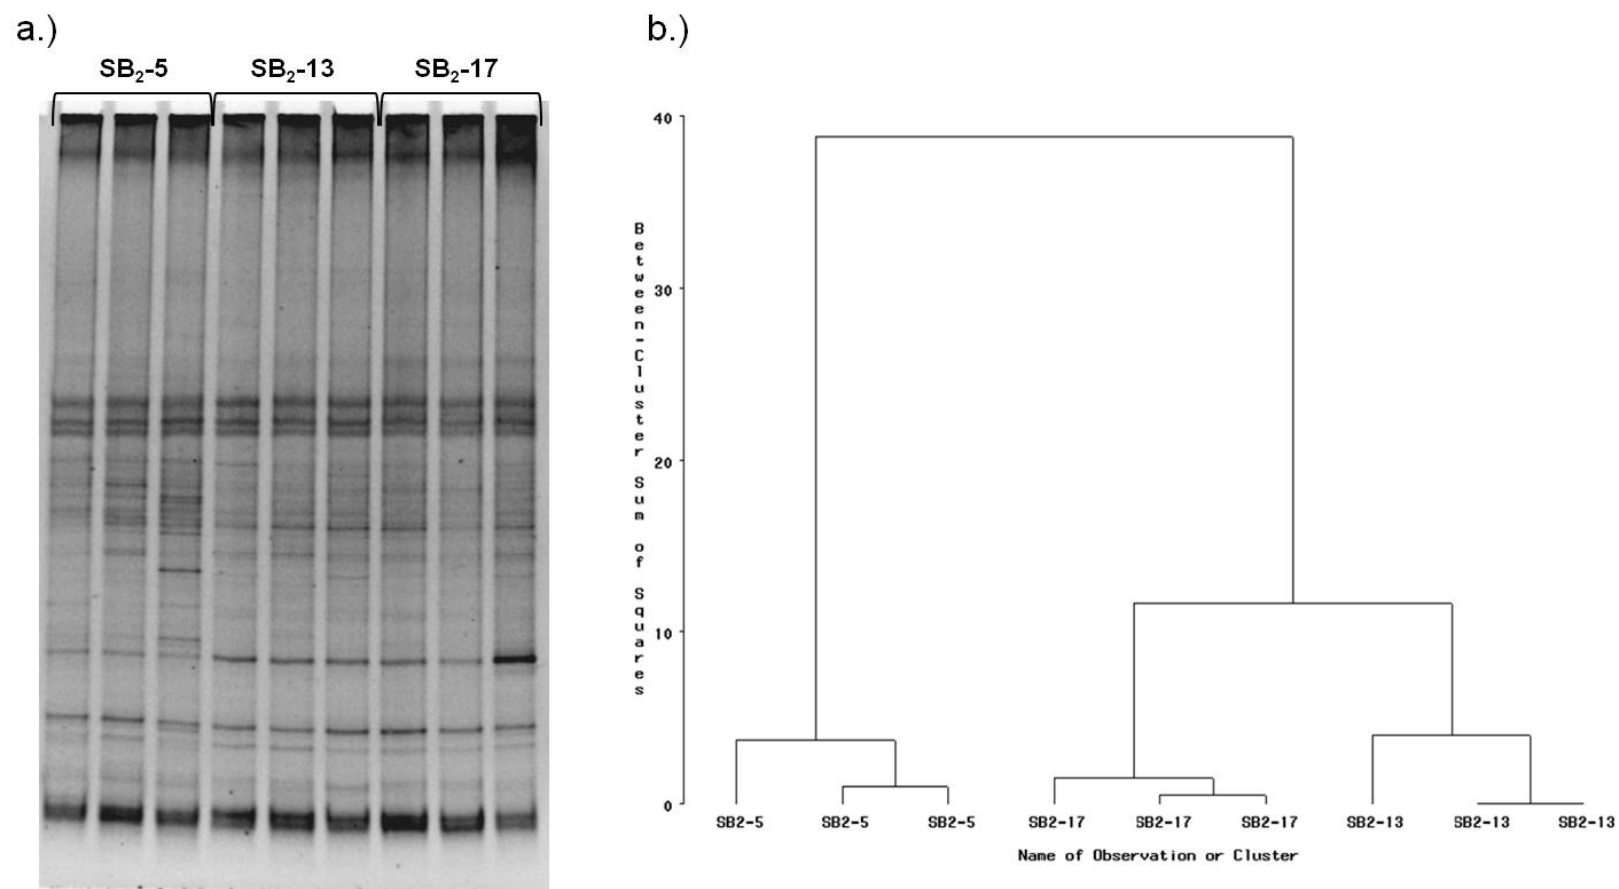 a.)
SB₂-5 SB₂-13 SB₂-17
b.)
40
30
20
10
0
Between-Cluster Sum of Squares
SB2-5 SB2-5 SB2-5 SB2-17 SB2-17 SB2-17 SB2-13 SB2-13 SB2-13
Name of Observation or Cluster